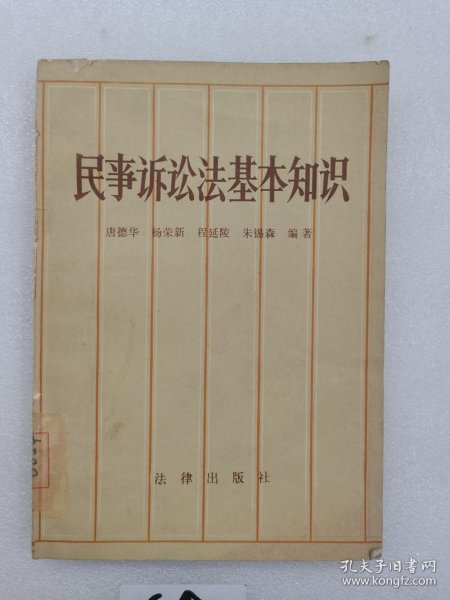 民事诉讼法基本知识
唐德华 杨荣新 程延陵 朱锡森 编著
法律出版社
孔夫子旧书网
www.kongfz.com